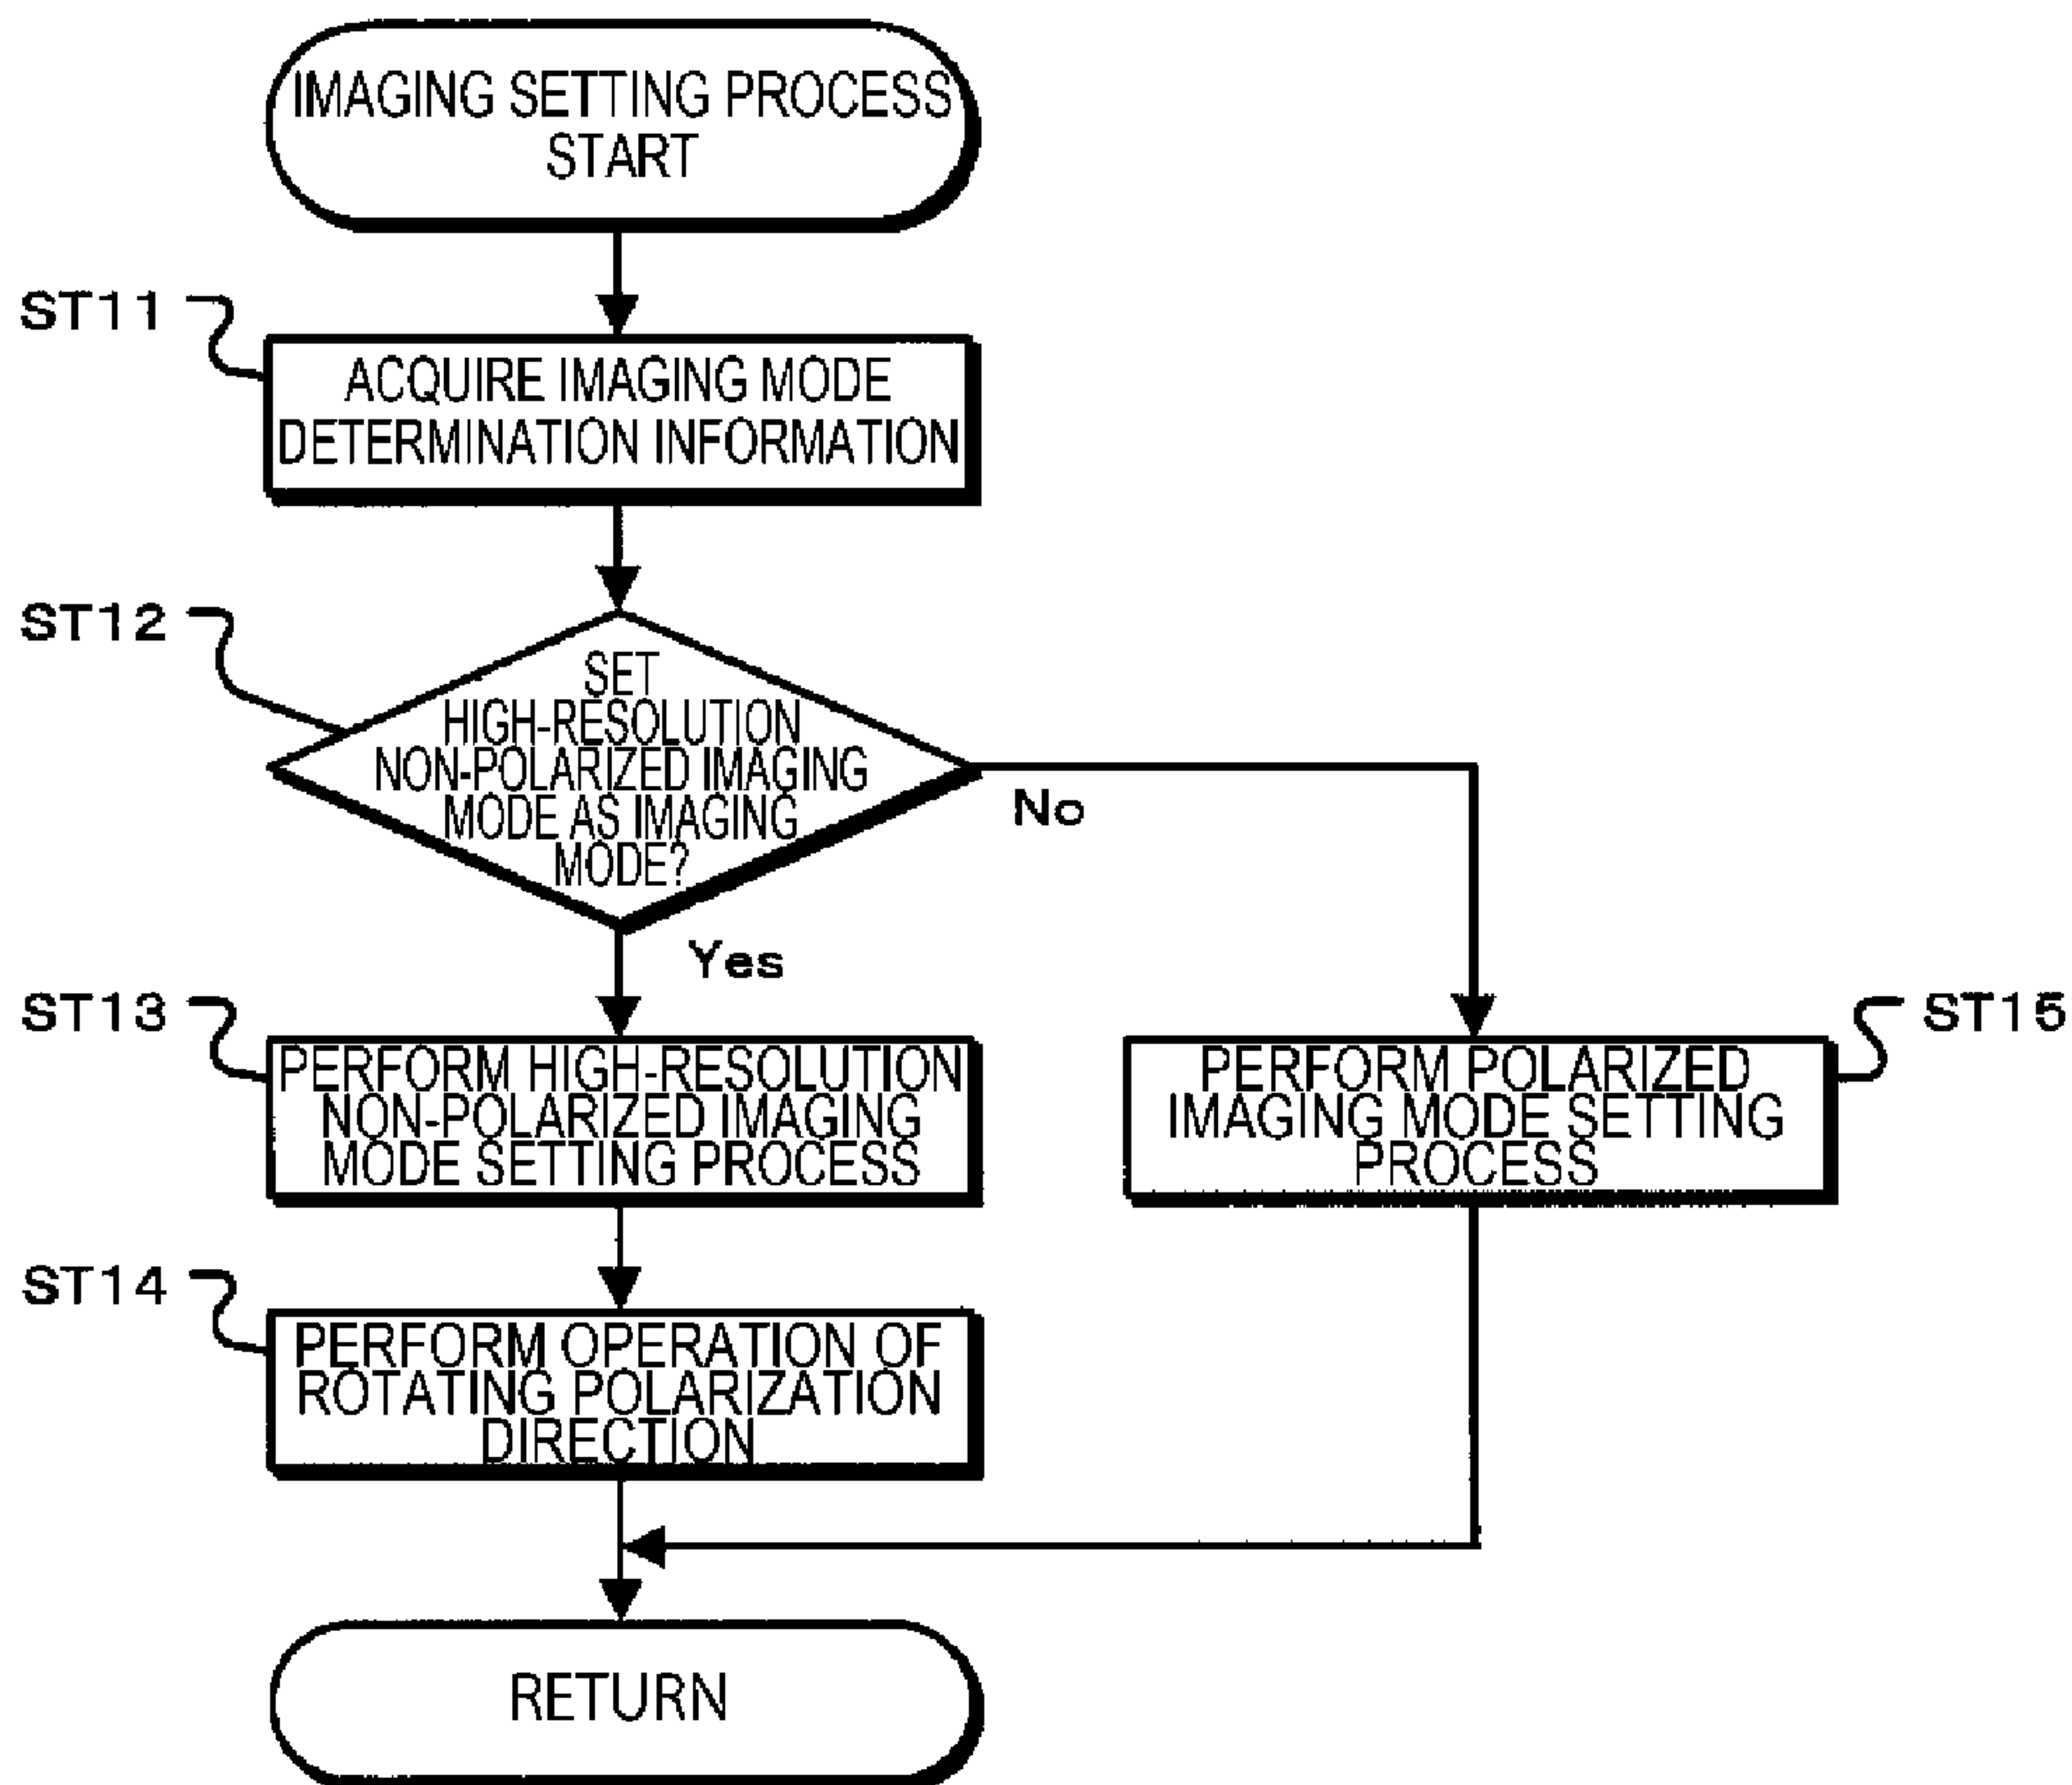 IMAGING SETTING PROCESS
START
ST11
ACQUIRE IMAGING MODE
DETERMINATION INFORMATION
ST12
SET
HIGH-RESOLUTION
NON-POLARIZED IMAGING
MODE AS IMAGING
MODE?
No
Yes
ST13
PERFORM HIGH-RESOLUTION
NON-POLARIZED IMAGING
MODE SETTING PROCESS
ST15
PERFORM POLARIZED
IMAGING MODE SETTING
PROCESS
ST14
PERFORM OPERATION OF
ROTATING POLARIZATION
DIRECTION
RETURN